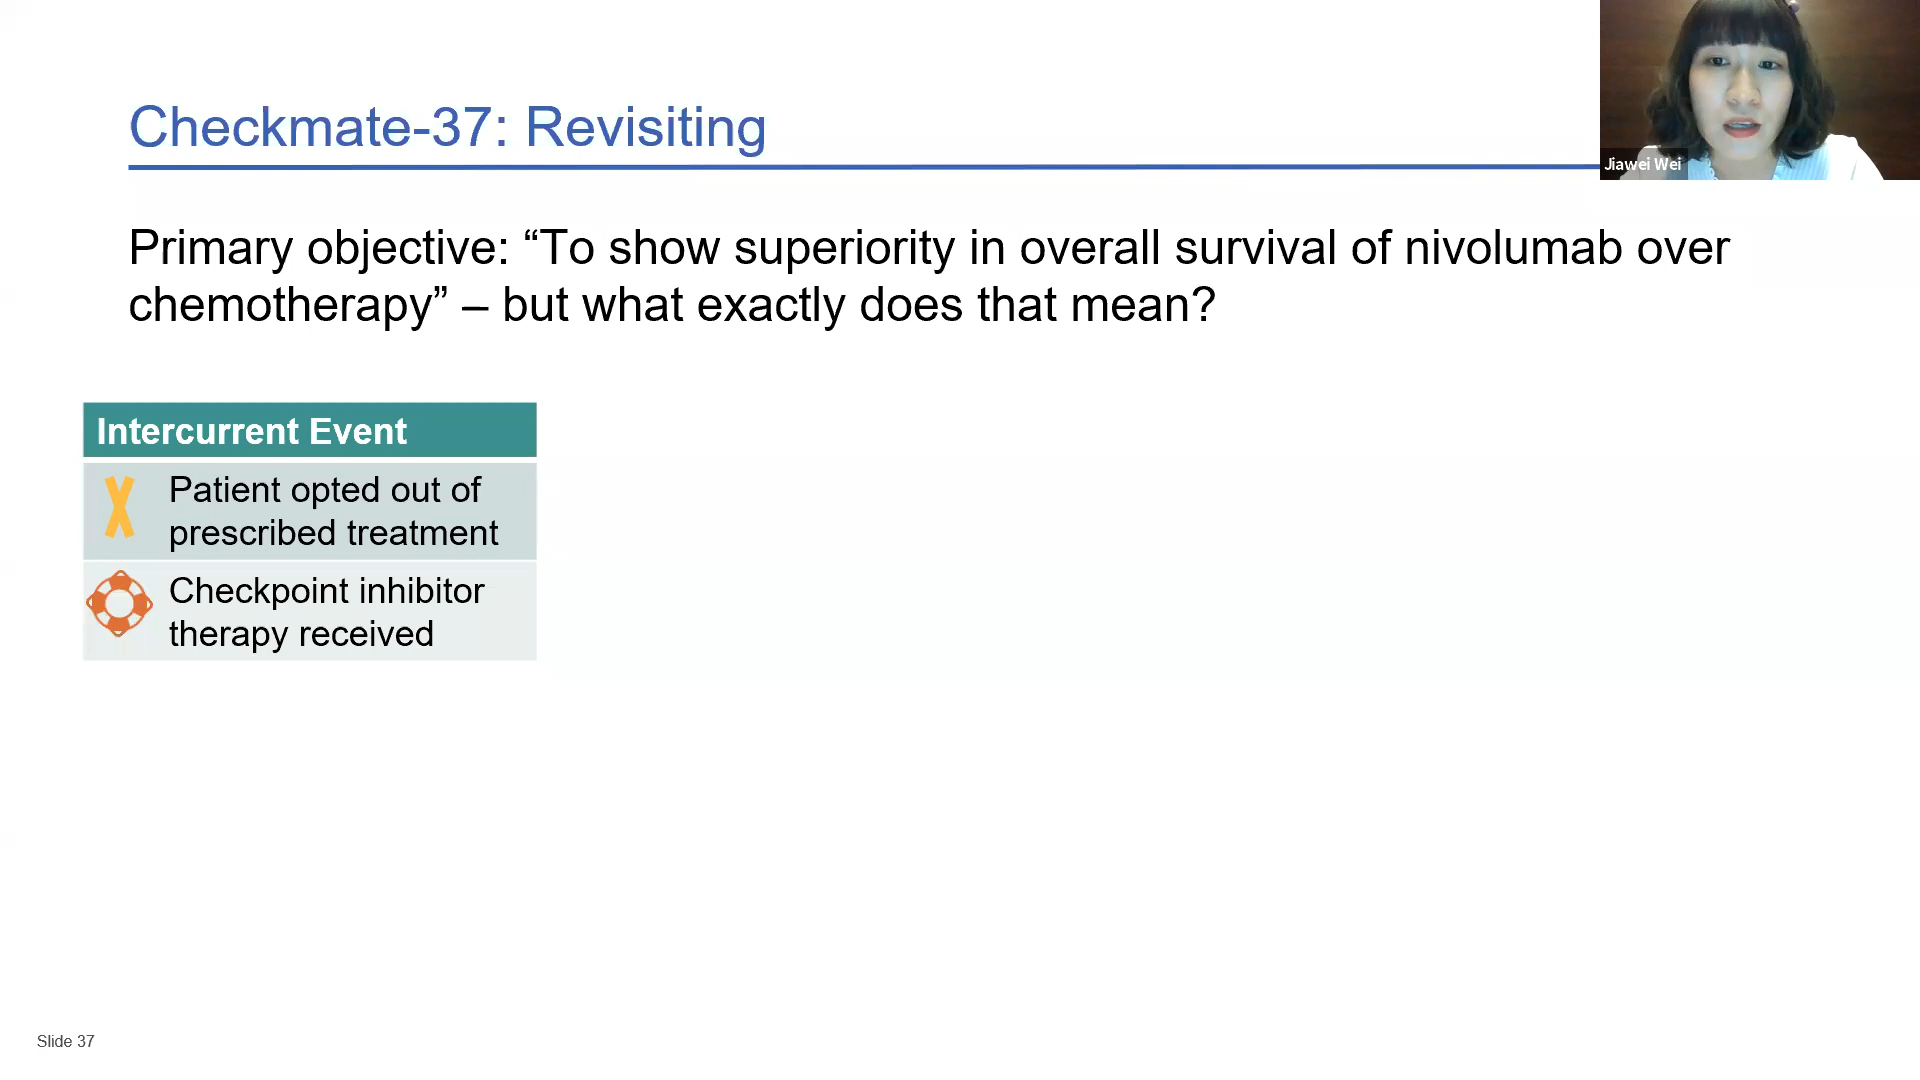 Checkmate-37: Revisiting
Jiawei Wei
Primary objective: “To show superiority in overall survival of nivolumab over
chemotherapy” – but what exactly does that mean?
Intercurrent Event
Patient opted out of
prescribed treatment
Checkpoint inhibitor
therapy received
Slide 37